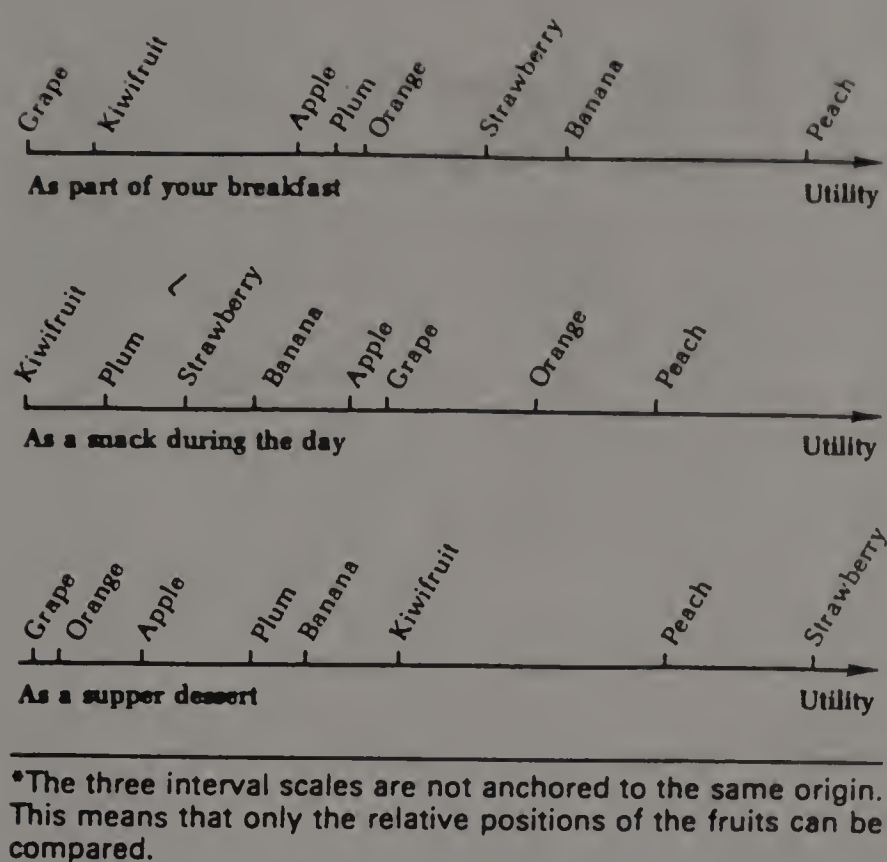 Grape Kiwifruit Apple Plum Orange Strawberry Banana Peach
As part of your breakfast Utility
Kiwifruit Plum Strawberry Banana Apple Grape Orange Peach
As a snack during the day Utility
Grape Orange Apple Plum Banana Kiwifruit Peach Strawberry
As a supper dessert Utility
*The three interval scales are not anchored to the same origin.
This means that only the relative positions of the fruits can be
compared.